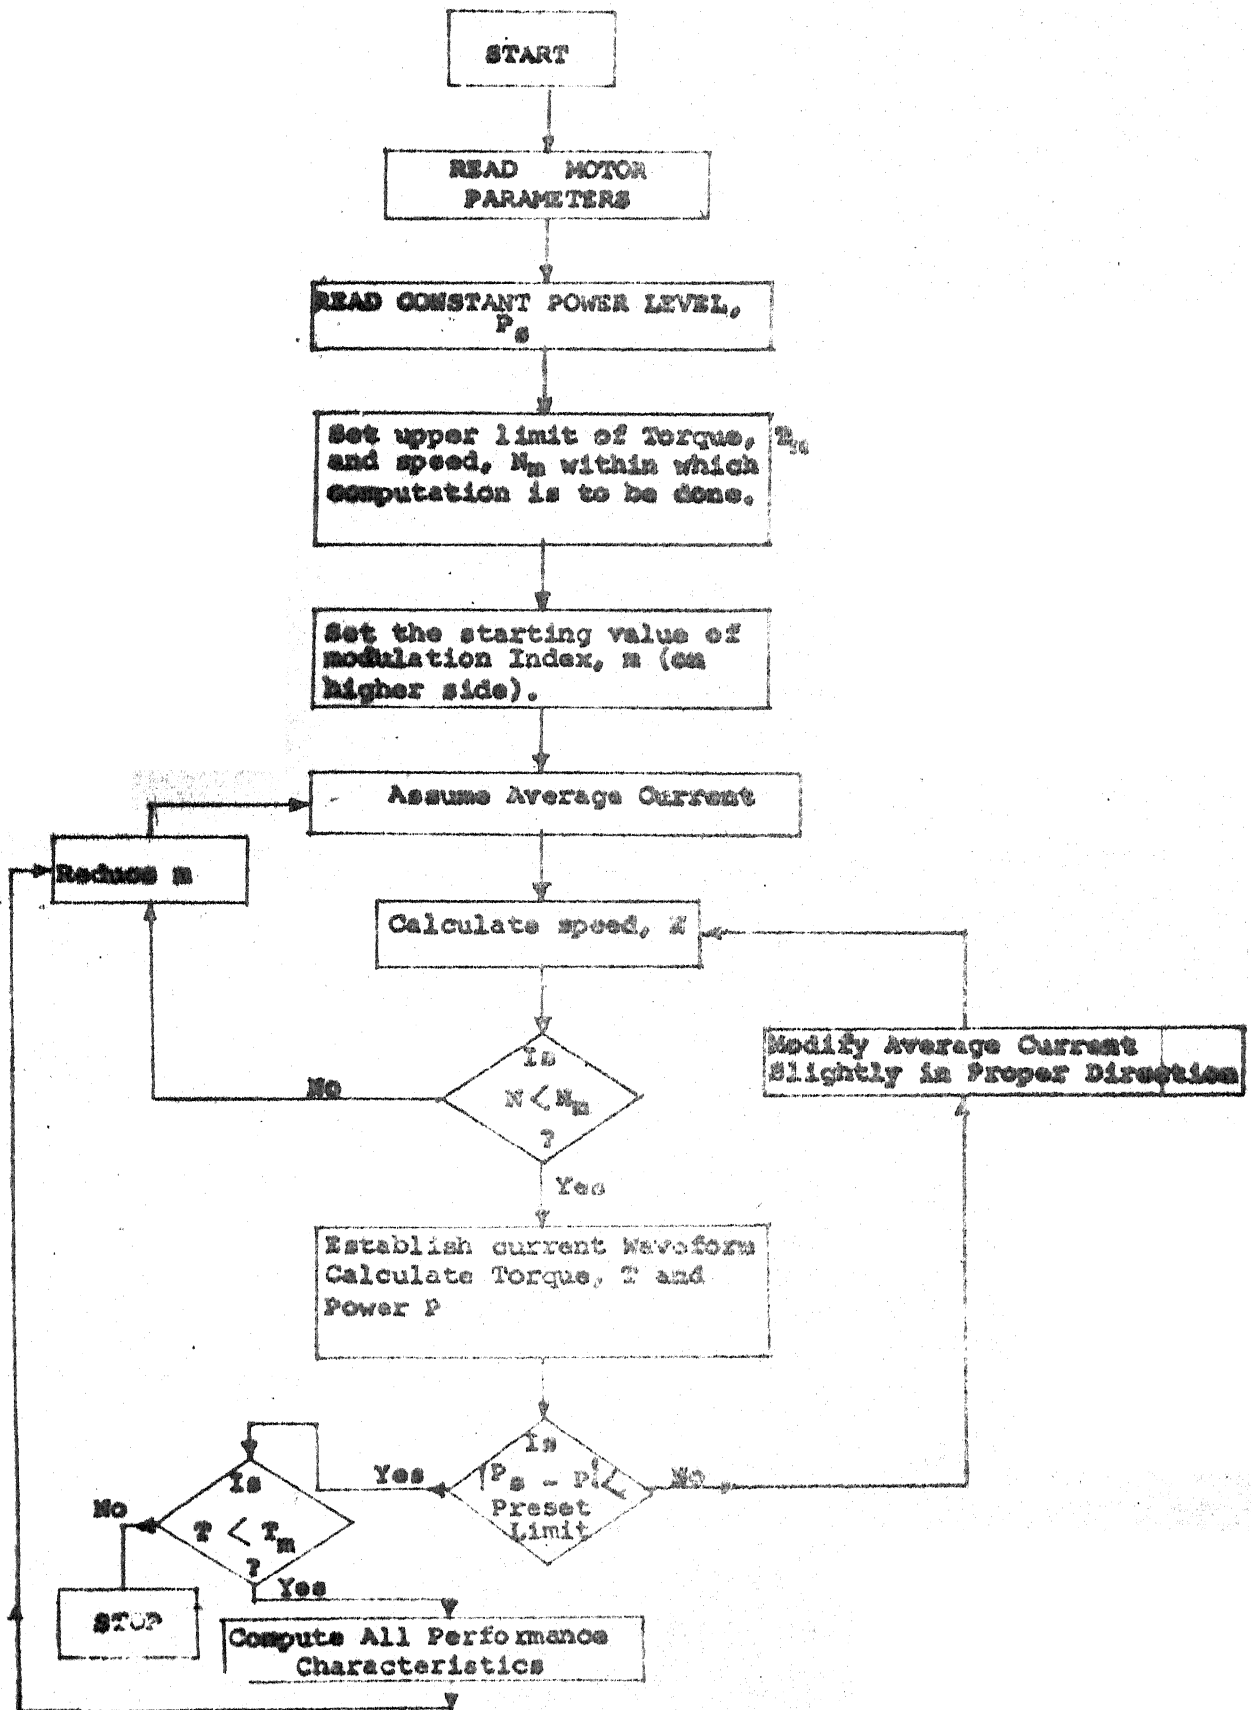 START
READ MOTOR
PARAMETERS
READ CONSTANT POWER LEVEL,
Ps
Set upper limit of Torque, Tm
and speed, Nm within which
computation is to be done.
Set the starting value of
modulation Index, m (on
higher side).
Assume Average Current
Reduce m
Calculate speed, N
Modify Average Current
Slightly in Proper Direction
Is
N < Nm
?
No
Yes
Establish current Waveform
Calculate Torque, T and
Power P
Is
|Ps - P| <
Preset
Limit
Yes
No
Is
T < Tm
?
No
Yes
STOP
Compute All Performance
Characteristics